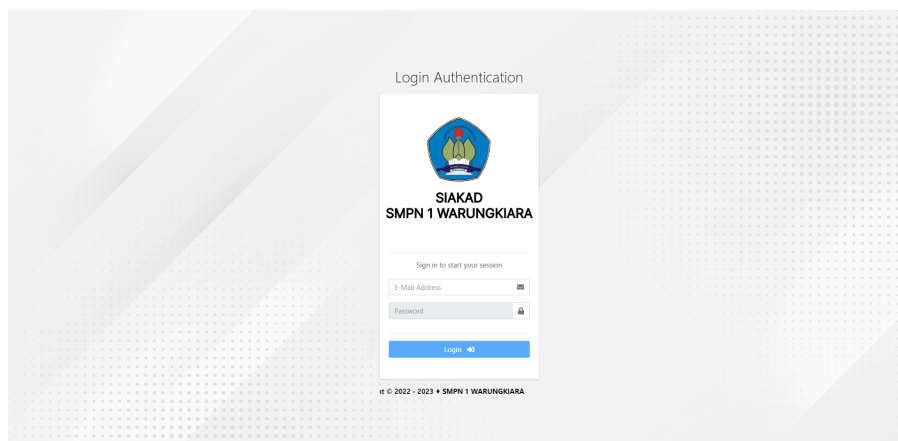 Login Authentication
SIAKAD
SMPN 1 WARUNGKIARA
Sign in to start your session
E-Mail Address
Password
Login
© 2022 - 2023 ♦ SMPN 1 WARUNGKIARA